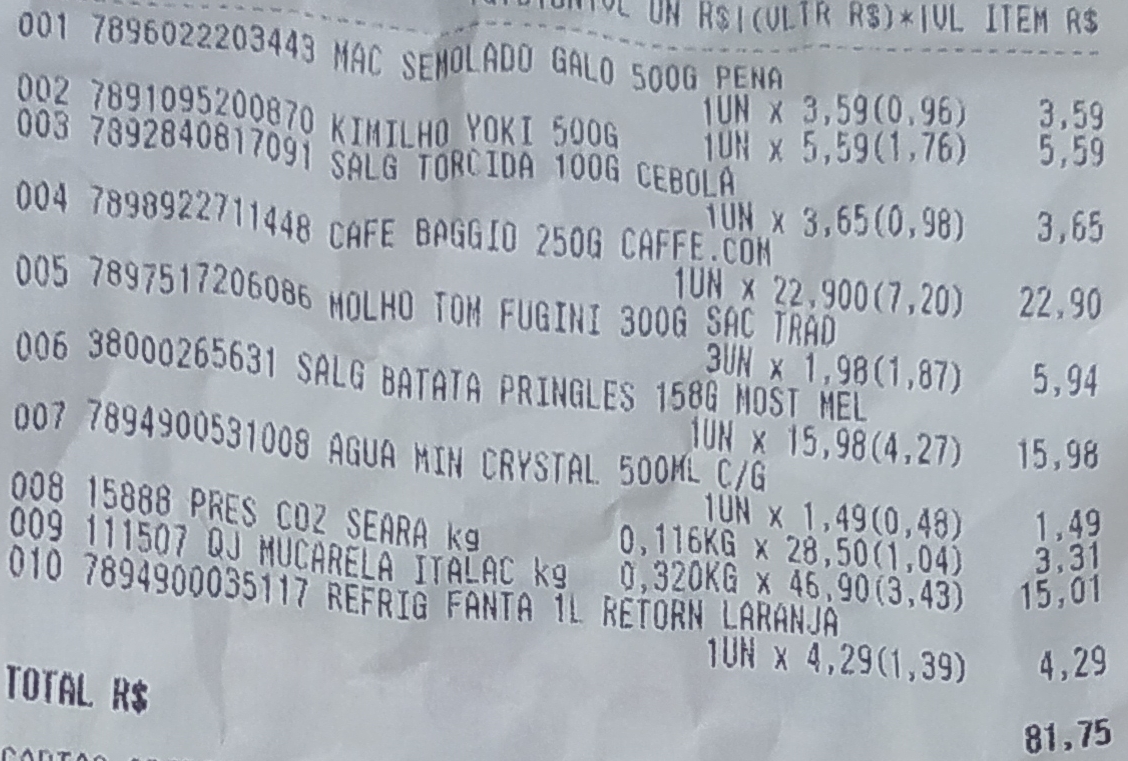 UN R$|(VLTR R$)*|VL ITEM R$
001 7896022203443 MAC SEMOLADO GALO 500G PENA
1UN x 3,59(0,96) 3,59
002 7891095200870 KIMILHO YOKI 500G 1UN x 5,59(1,76) 5,59
003 7892840817091 SALG TORCIDA 100G CEBOLA
1UN x 3,65(0,98) 3,65
004 7898922711448 CAFE BAGGIO 250G CAFFE.COM
1UN x 22,900(7,20) 22,90
005 7897517206086 MOLHO TOM FUGINI 300G SAC TRAD
3UN x 1,98(1,87) 5,94
006 38000265631 SALG BATATA PRINGLES 158G MOST MEL
1UN x 15,98(4,27) 15,98
007 7894900531008 AGUA MIN CRYSTAL 500ML C/G
1UN x 1,49(0,48) 1,49
008 15888 PRES COZ SEARA kg 0,116KG x 28,50(1,04) 3,31
009 111507 QJ MUCARELA ITALAC kg 0,320KG x 46,90(3,43) 15,01
010 7894900035117 REFRIG FANTA 1L RETORN LARANJA
1UN x 4,29(1,39) 4,29
TOTAL R$ 81,75